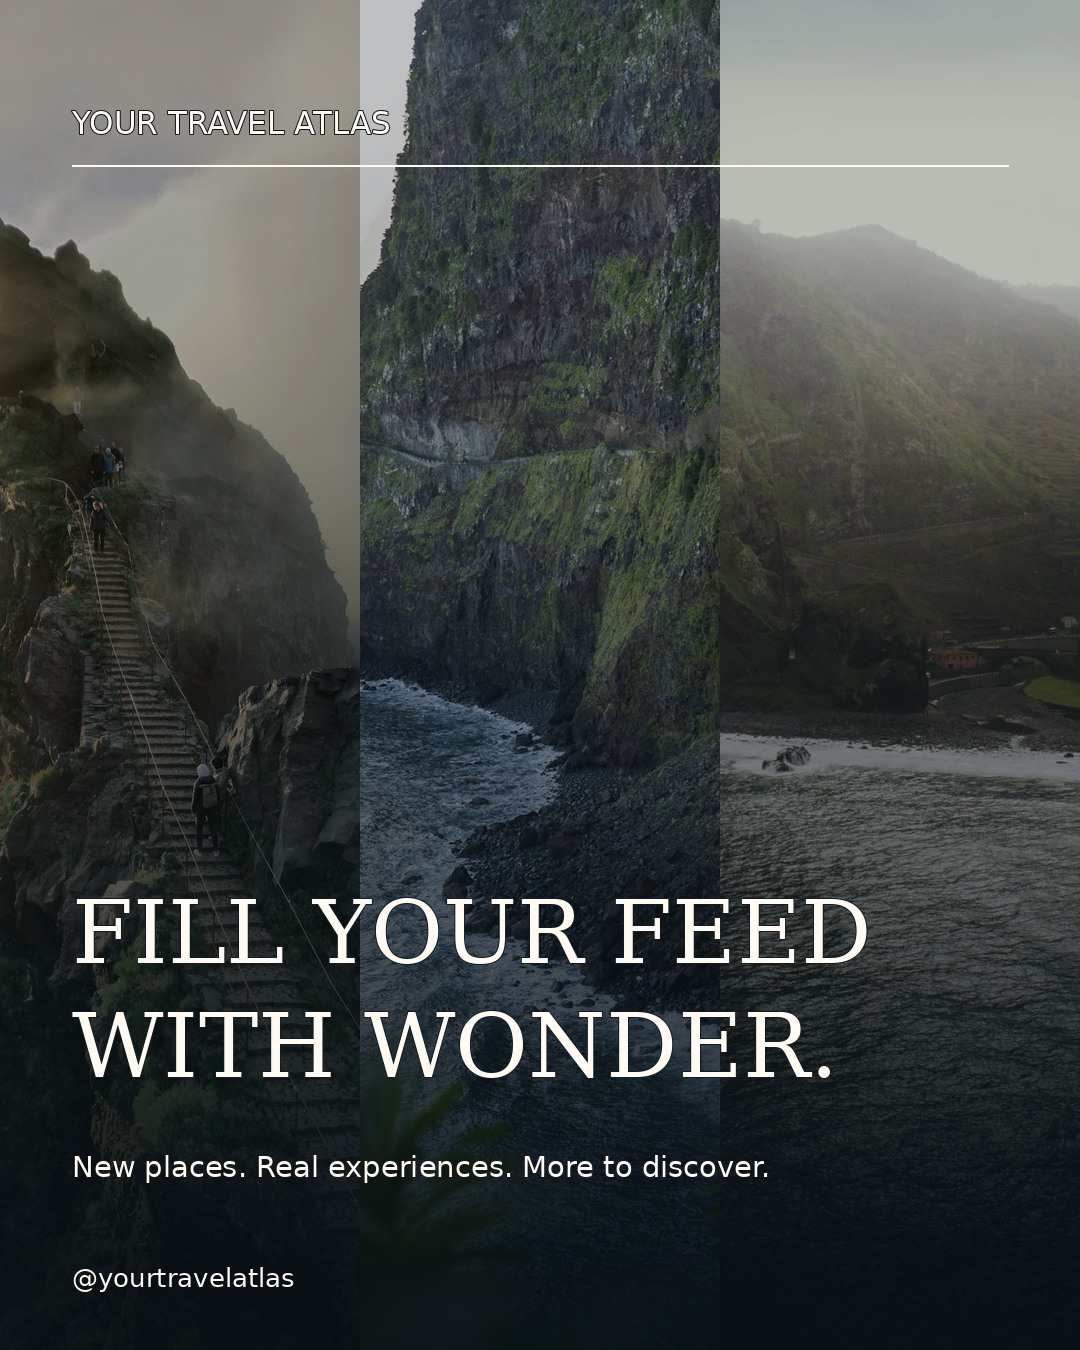 YOUR TRAVEL ATLAS
FILL YOUR FEED
WITH WONDER.
New places. Real experiences. More to discover.
@yourtravelatlas